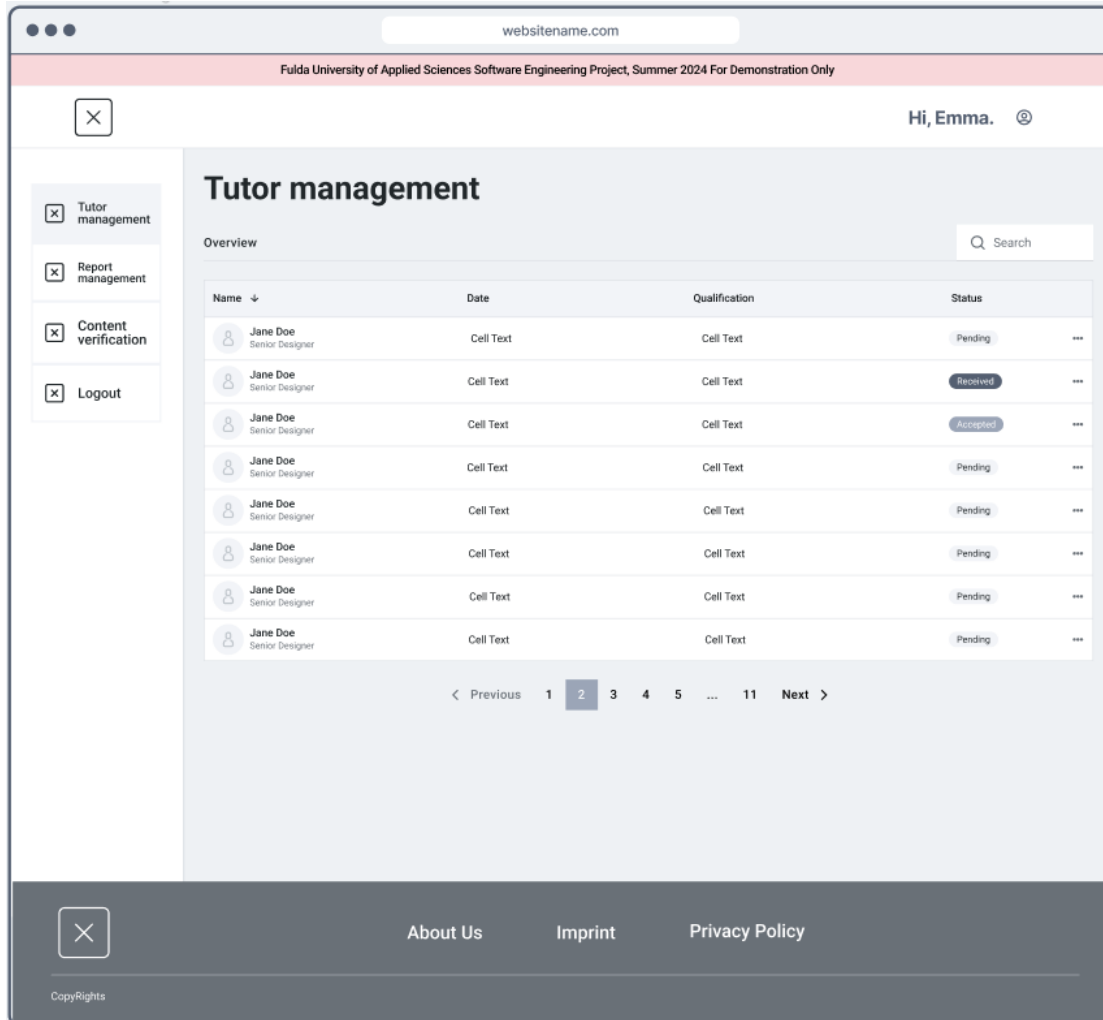 websitename.com
Fulda University of Applied Sciences Software Engineering Project, Summer 2024 For Demonstration Only
Hi, Emma.
Tutor
management
Report
management
Content
verification
Logout
Tutor management
Overview
Search
Name Date Qualification Status
Jane Doe
Senior Designer
Cell Text Cell Text Pending
Jane Doe
Senior Designer
Cell Text Cell Text Received
Jane Doe
Senior Designer
Cell Text Cell Text Accepted
Jane Doe
Senior Designer
Cell Text Cell Text Pending
Jane Doe
Senior Designer
Cell Text Cell Text Pending
Jane Doe
Senior Designer
Cell Text Cell Text Pending
Jane Doe
Senior Designer
Cell Text Cell Text Pending
Jane Doe
Senior Designer
Cell Text Cell Text Pending
Previous 1 2 3 4 5 ... 11 Next
About Us Imprint Privacy Policy
CopyRights